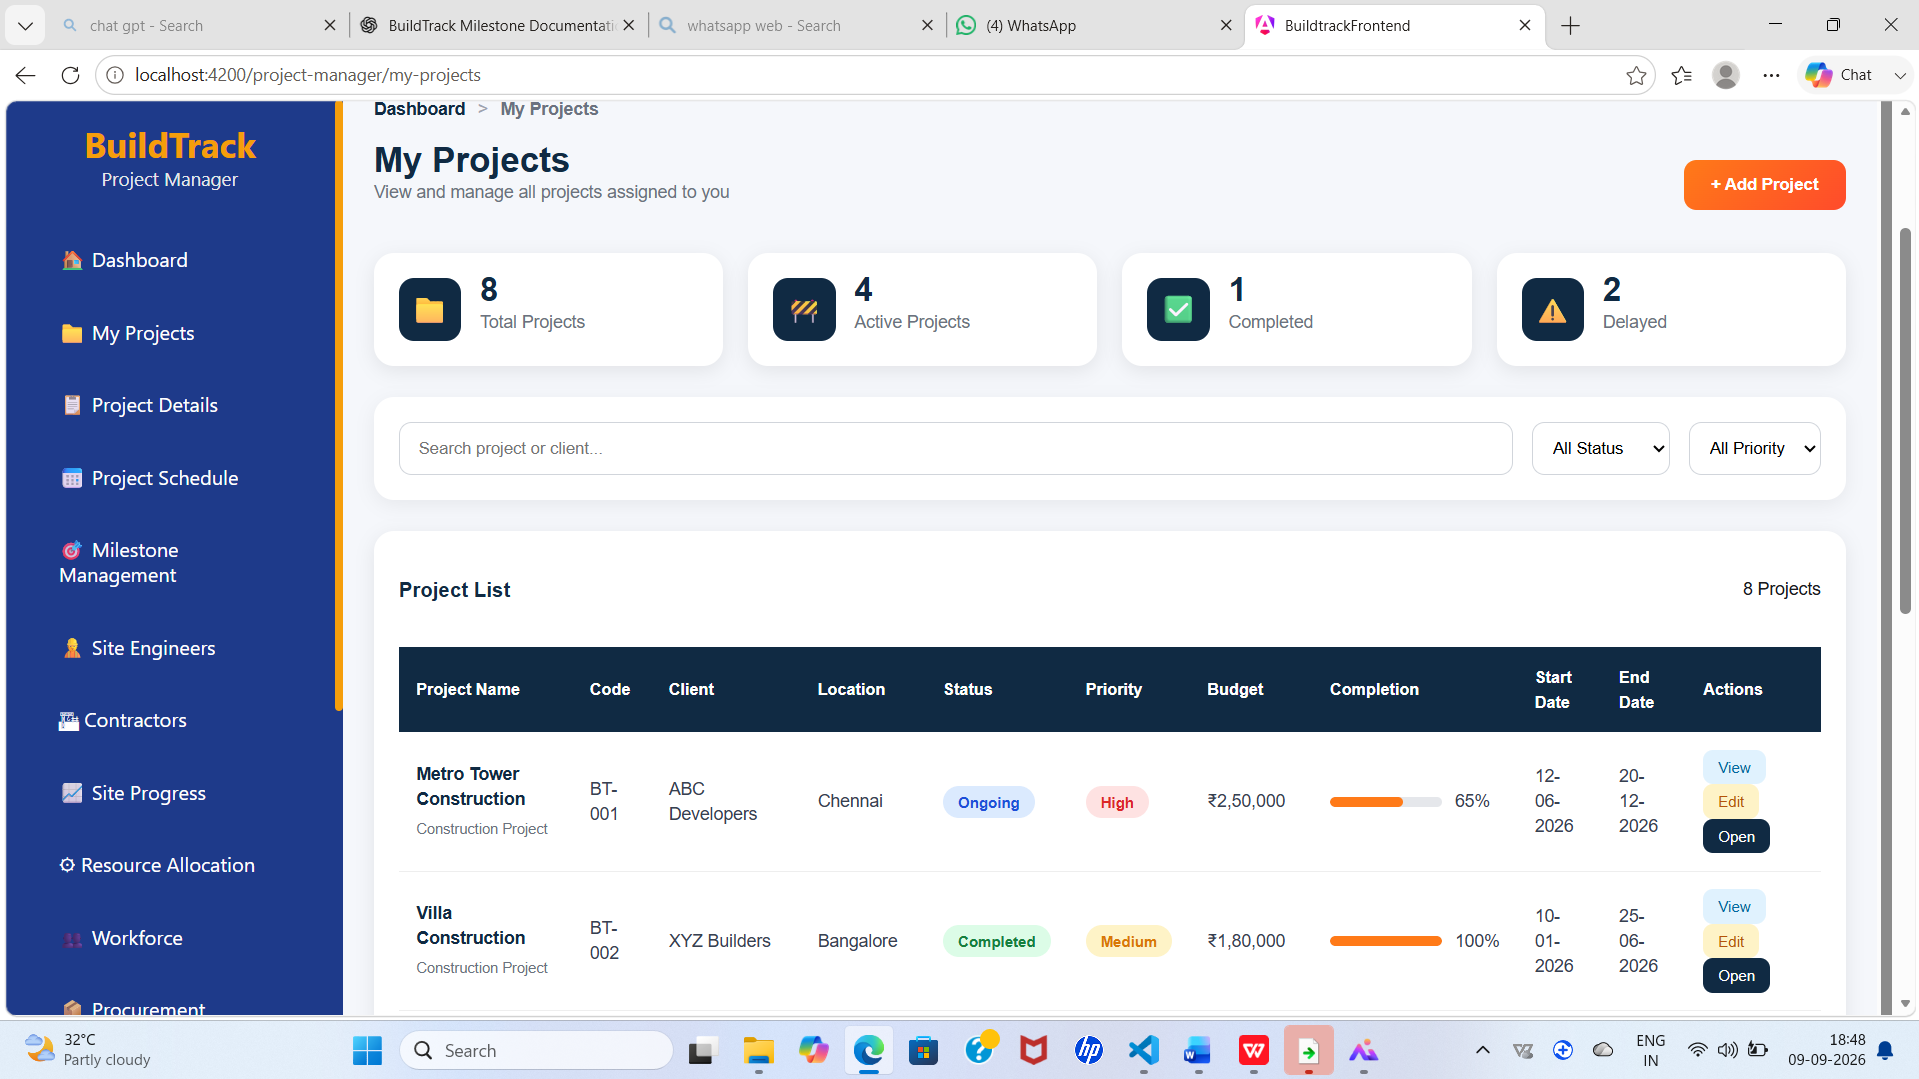 chat gpt - Search
BuildTrack Milestone Documentati
whatsapp web - Search
(4) WhatsApp
BuildtrackFrontend
localhost:4200/project-manager/my-projects
Chat
BuildTrack
Project Manager
Dashboard
My Projects
Project Details
Project Schedule
Milestone
Management
Site Engineers
Contractors
Site Progress
Resource Allocation
Workforce
Procurement
Dashboard > My Projects
My Projects
View and manage all projects assigned to you
+ Add Project
8
Total Projects
4
Active Projects
1
Completed
2
Delayed
Search project or client...
All Status
All Priority
Project List
8 Projects
Project Name Code Client Location Status Priority Budget Completion Start Date End Date Actions
Metro Tower
Construction
Construction Project
BT-
001
ABC
Developers
Chennai
Ongoing
High
₹2,50,000
65%
12-
06-
2026
20-
12-
2026
View
Edit
Open
Villa
Construction
Construction Project
BT-
002
XYZ Builders
Bangalore
Completed
Medium
₹1,80,000
100%
10-
01-
2026
25-
06-
2026
View
Edit
Open
32°C
Partly cloudy
Search
ENG
IN
18:48
09-09-2026